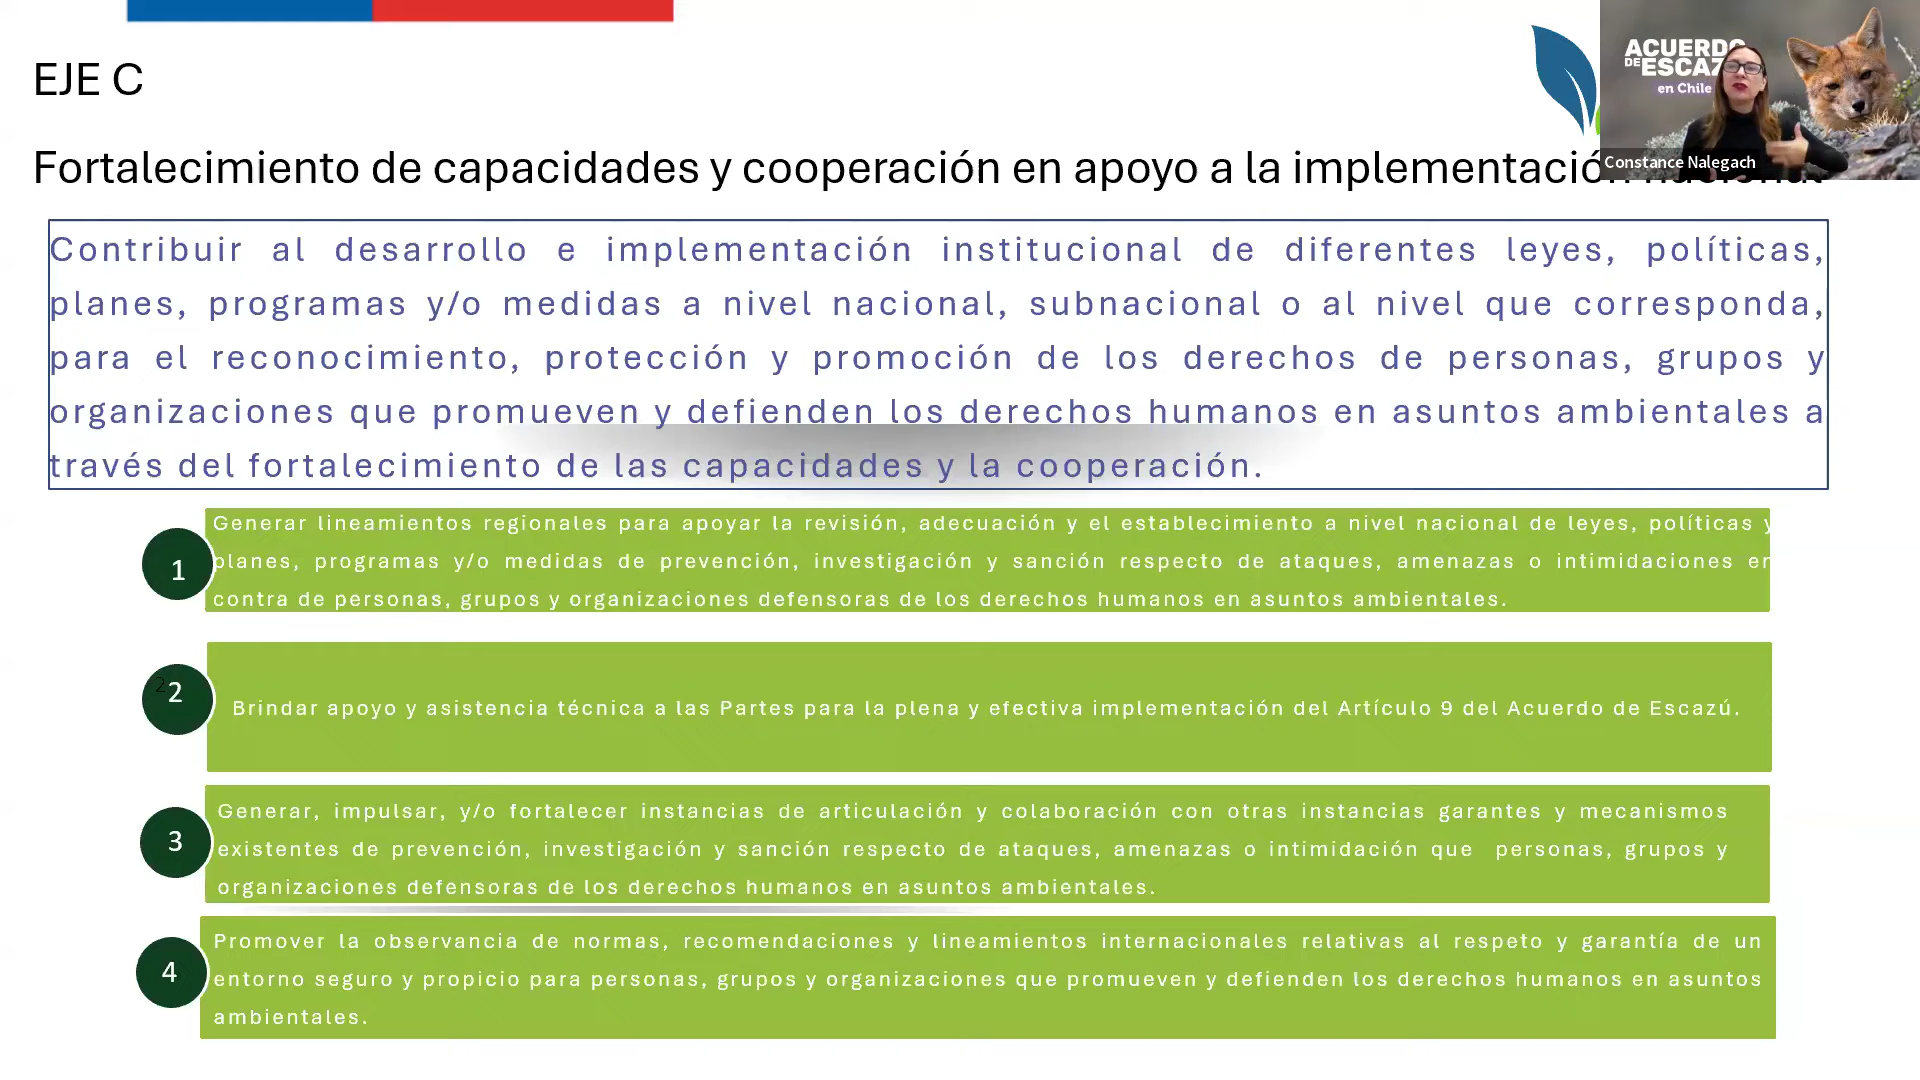 EJE C
ACUERDO
DE ESCAZ
en Chile
Constance Nalegach
Fortalecimiento de capacidades y cooperación en apoyo a la implementación nacional
Contribuir al desarrollo e implementación institucional de diferentes leyes, políticas,
planes, programas y/o medidas a nivel nacional, subnacional o al nivel que corresponda,
para el reconocimiento, protección y promoción de los derechos de personas, grupos y
organizaciones que promueven y defienden los derechos humanos en asuntos ambientales a
través del fortalecimiento de las capacidades y la cooperación.
1
Generar lineamientos regionales para apoyar la revisión, adecuación y el establecimiento a nivel nacional de leyes, políticas y
planes, programas y/o medidas de prevención, investigación y sanción respecto de ataques, amenazas o intimidaciones en
contra de personas, grupos y organizaciones defensoras de los derechos humanos en asuntos ambientales.
2 2
Brindar apoyo y asistencia técnica a las Partes para la plena y efectiva implementación del Artículo 9 del Acuerdo de Escazú.
3
Generar, impulsar, y/o fortalecer instancias de articulación y colaboración con otras instancias garantes y mecanismos
existentes de prevención, investigación y sanción respecto de ataques, amenazas o intimidación que personas, grupos y
organizaciones defensoras de los derechos humanos en asuntos ambientales.
4
Promover la observancia de normas, recomendaciones y lineamientos internacionales relativas al respeto y garantía de un
entorno seguro y propicio para personas, grupos y organizaciones que promueven y defienden los derechos humanos en asuntos
ambientales.